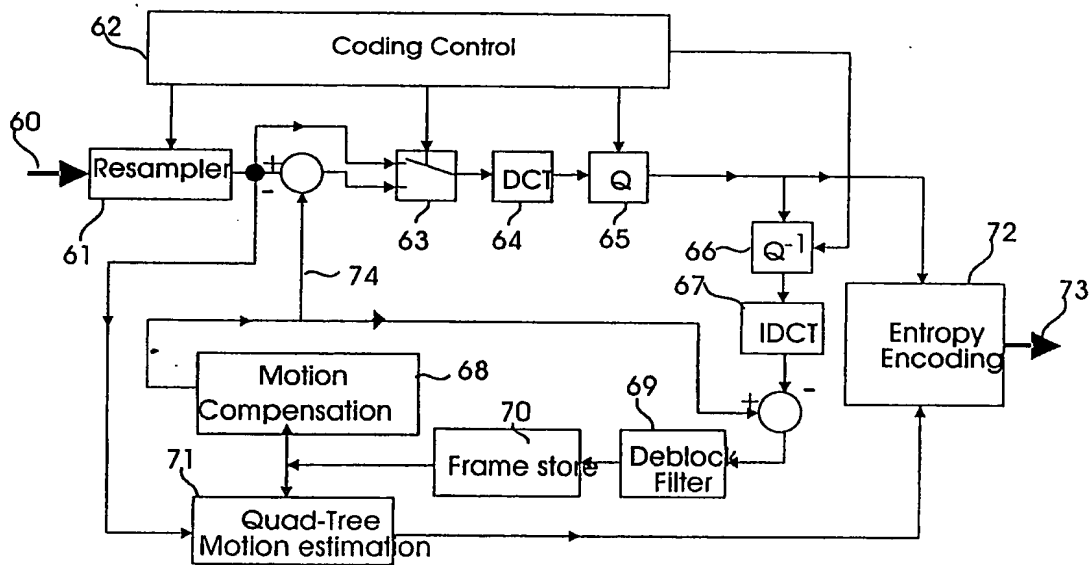 62
Coding Control
60
Resampler
+
-
61
63
DCT
64
Q
65
66
Q-1
72
74
67
73
IDCT
Entropy
Encoding
Motion
Compensation
68
-
+
69
70
Frame store
Deblock
Filter
71
Quad-Tree
Motion estimation